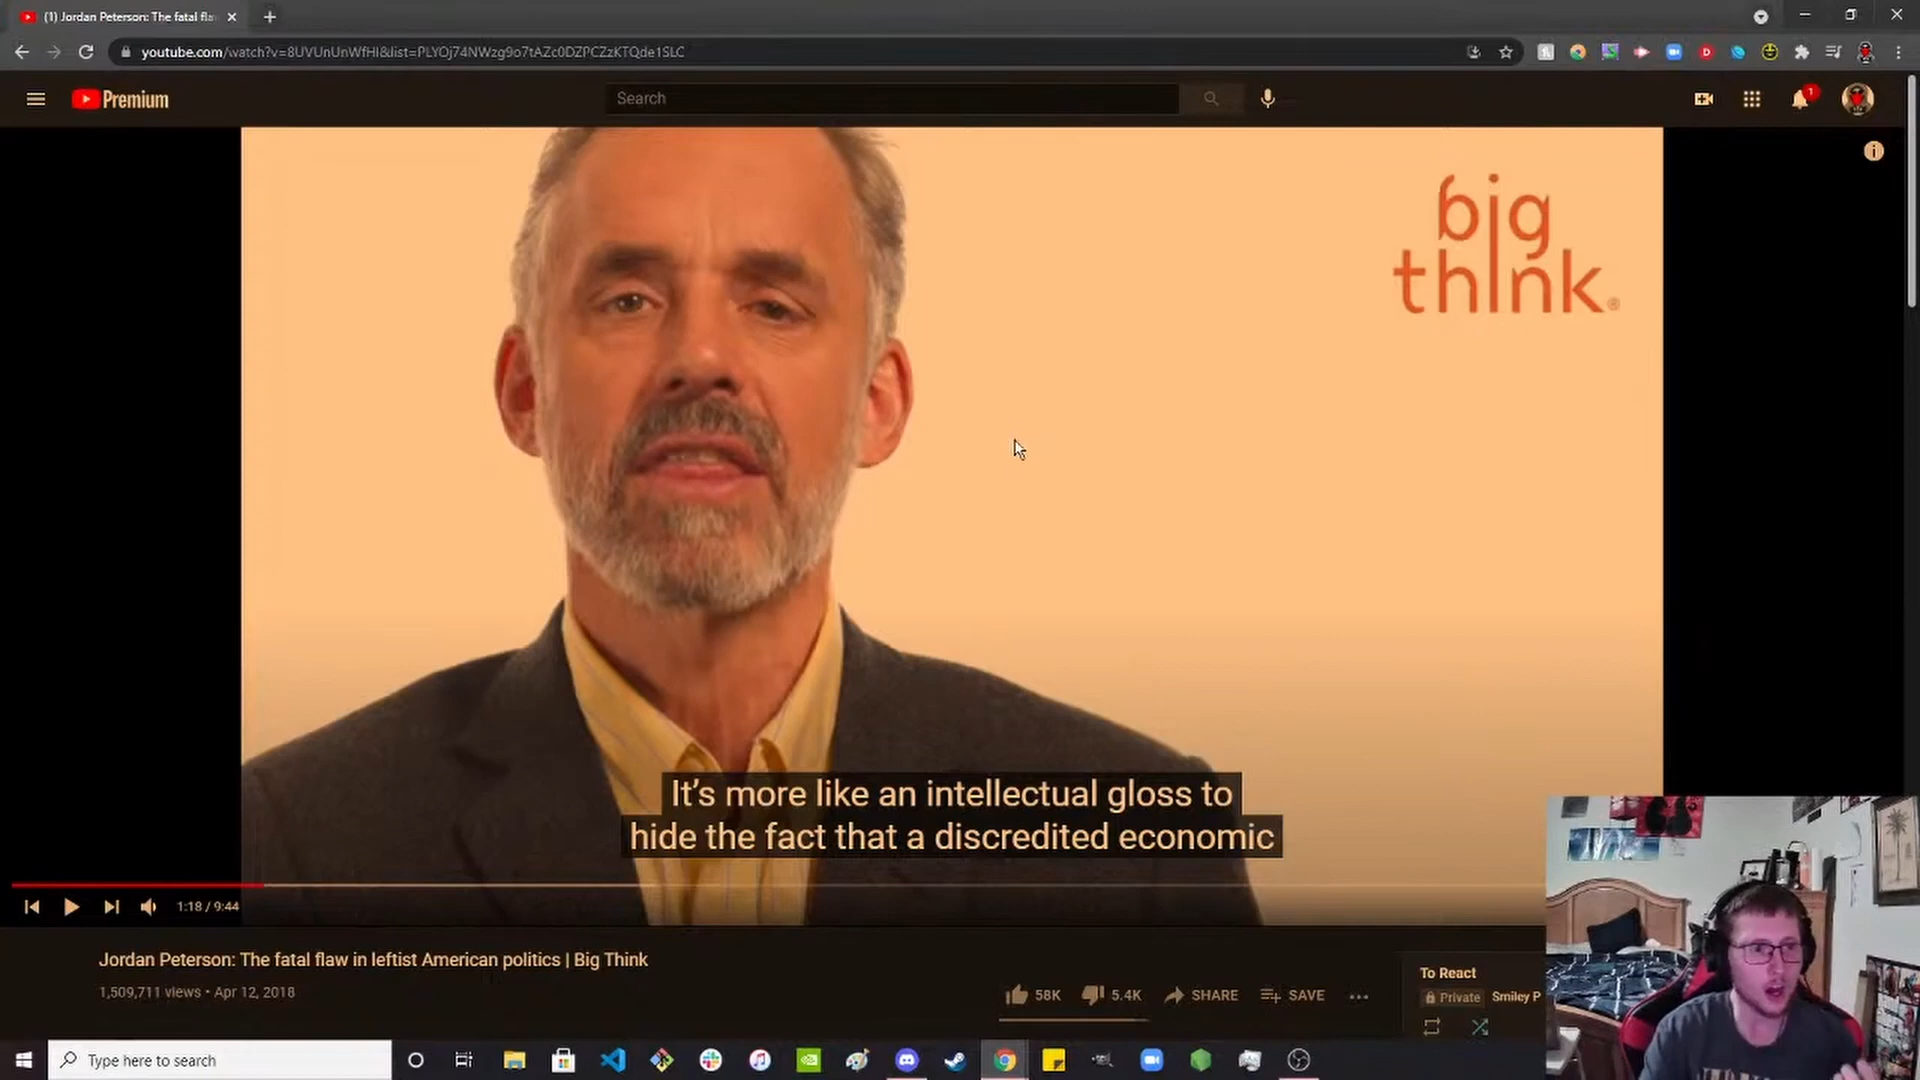 (1) Jordan Peterson: The fatal fla
youtube.com/watch?v=8UVUnUnWfHI&list=PLYOj74NWzg9o7tAZc0DZPCZzKTQde1SLC
Premium
Search
1
big
think®
It's more like an intellectual gloss to
hide the fact that a discredited economic
1:18 / 9:44
Jordan Peterson: The fatal flaw in leftist American politics | Big Think
1,509,711 views • Apr 12, 2018
58K
5.4K
SHARE
SAVE
To React
Private
Smiley P
Type here to search